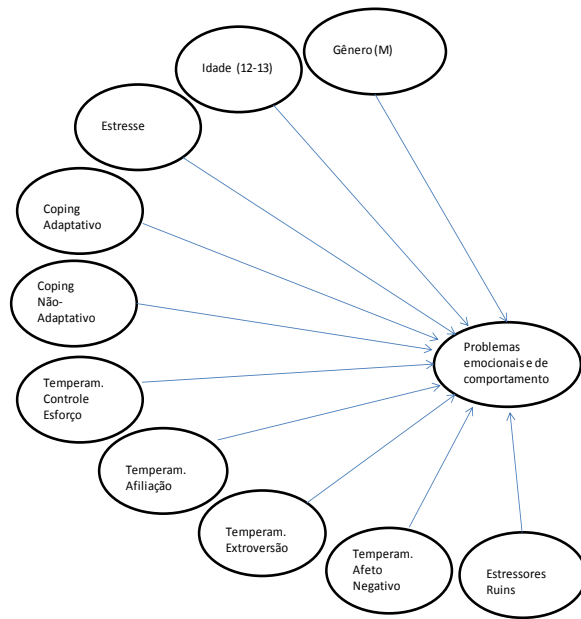 Gênero (M)
Idade (12-13)
Estresse
Coping
Adaptativo
Coping
Não-
Adaptativo
Problemas
emocionais e de
comportamento
Temperam.
Controle
Esforço
Temperam.
Afiliação
Temperam.
Extroversão
Temperam.
Afeto
Negativo
Estressores
Ruins